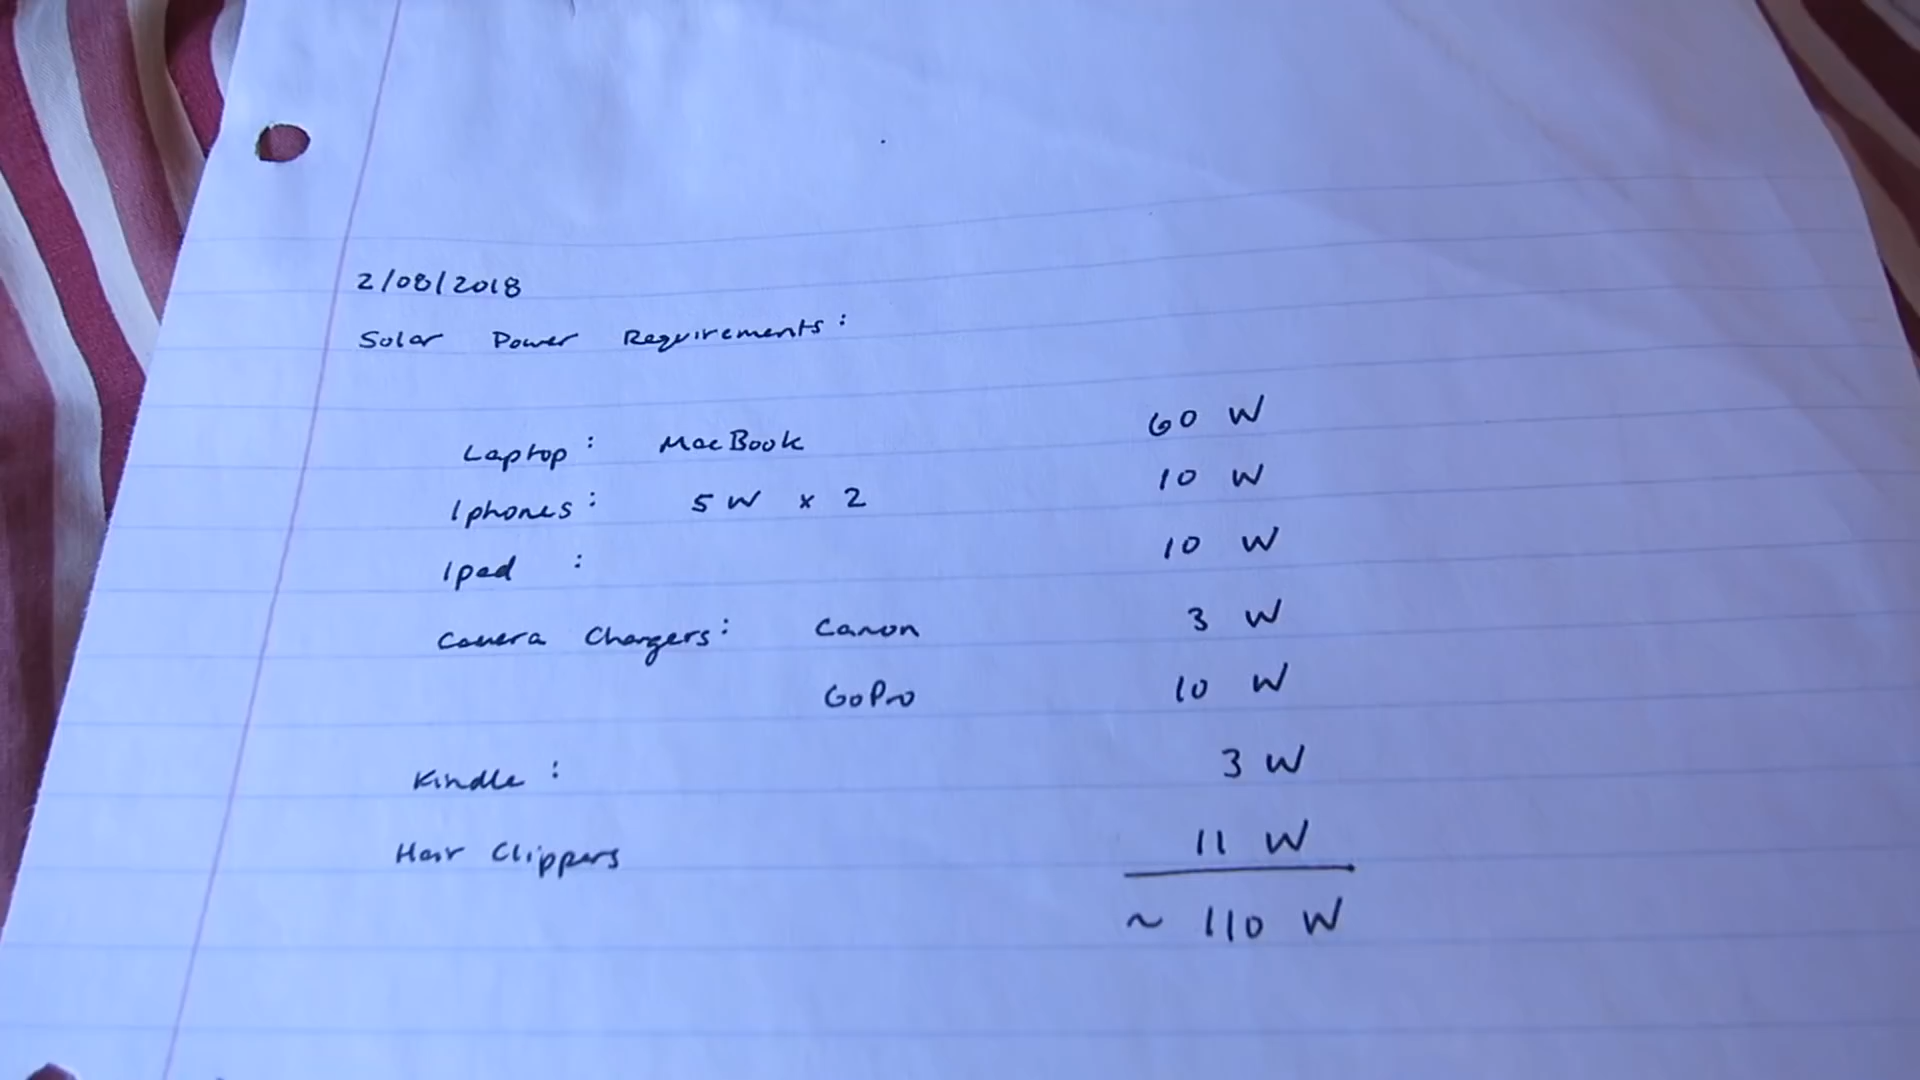 2/08/2018
Solar Power Requirements:
Laptop: MacBook 60 W
Iphones: 5 W x 2 10 W
Ipad : 10 W
Camera Chargers: Canon 3 W
GoPro 10 W
Kindle: 3 W
Hair Clippers 11 W
~ 110 W